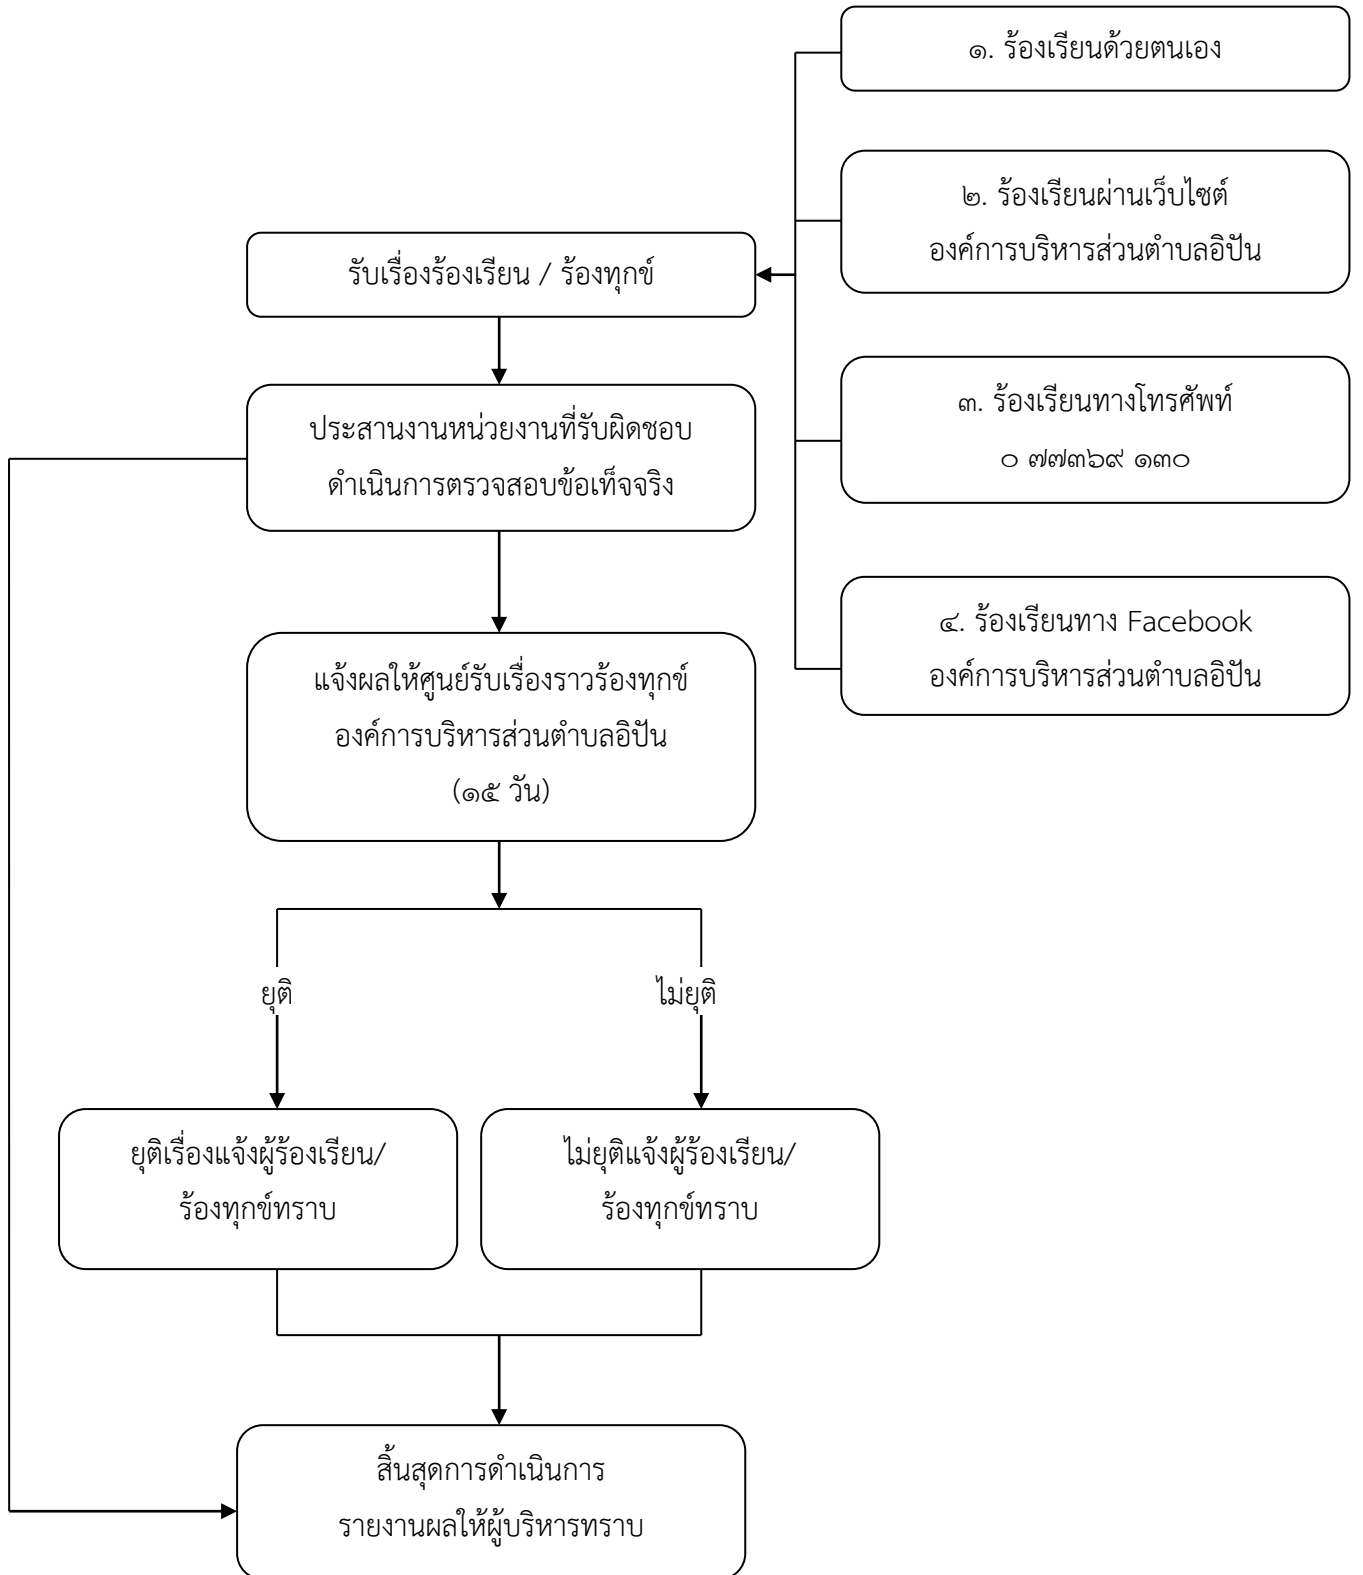 ๑. ร้องเรียนด้วยตนเอง
๒. ร้องเรียนผ่านเว็บไซต์
องค์การบริหารส่วนตำบลอิปัน
รับเรื่องร้องเรียน / ร้องทุกข์
๓. ร้องเรียนทางโทรศัพท์
๐ ๗๗๓๖๙ ๑๓๐
ประสานงานหน่วยงานที่รับผิดชอบ
ดำเนินการตรวจสอบข้อเท็จจริง
๔. ร้องเรียนทาง Facebook
องค์การบริหารส่วนตำบลอิปัน
แจ้งผลให้ศูนย์รับเรื่องราวร้องทุกข์
องค์การบริหารส่วนตำบลอิปัน
(๑๕ วัน)
ยุติ
ไม่ยุติ
ยุติเรื่องแจ้งผู้ร้องเรียน/
ร้องทุกข์ทราบ
ไม่ยุติแจ้งผู้ร้องเรียน/
ร้องทุกข์ทราบ
สิ้นสุดการดำเนินการ
รายงานผลให้ผู้บริหารทราบ